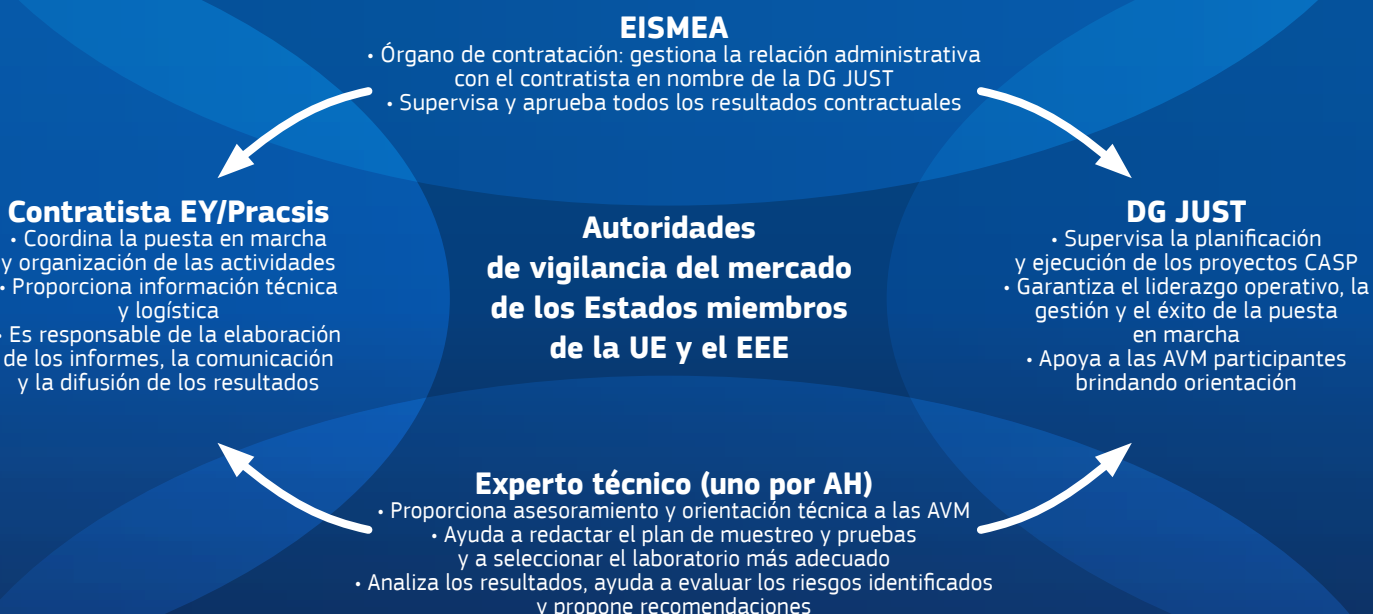 EISMEA
• Órgano de contratación: gestiona la relación administrativa
con el contratista en nombre de la DG JUST
• Supervisa y aprueba todos los resultados contractuales
Contratista EY/Pracsis
• Coordina la puesta en marcha
y organización de las actividades
• Proporciona información técnica
y logística
• Es responsable de la elaboración
de los informes, la comunicación
y la difusión de los resultados
Autoridades
de vigilancia del mercado
de los Estados miembros
de la UE y el EEE
DG JUST
• Supervisa la planificación
y ejecución de los proyectos CASP
• Garantiza el liderazgo operativo, la
gestión y el éxito de la puesta
en marcha
• Apoya a las AVM participantes
brindando orientación
Experto técnico (uno por AH)
• Proporciona asesoramiento y orientación técnica a las AVM
• Ayuda a redactar el plan de muestreo y pruebas
y a seleccionar el laboratorio más adecuado
• Analiza los resultados, ayuda a evaluar los riesgos identificados
y propone recomendaciones